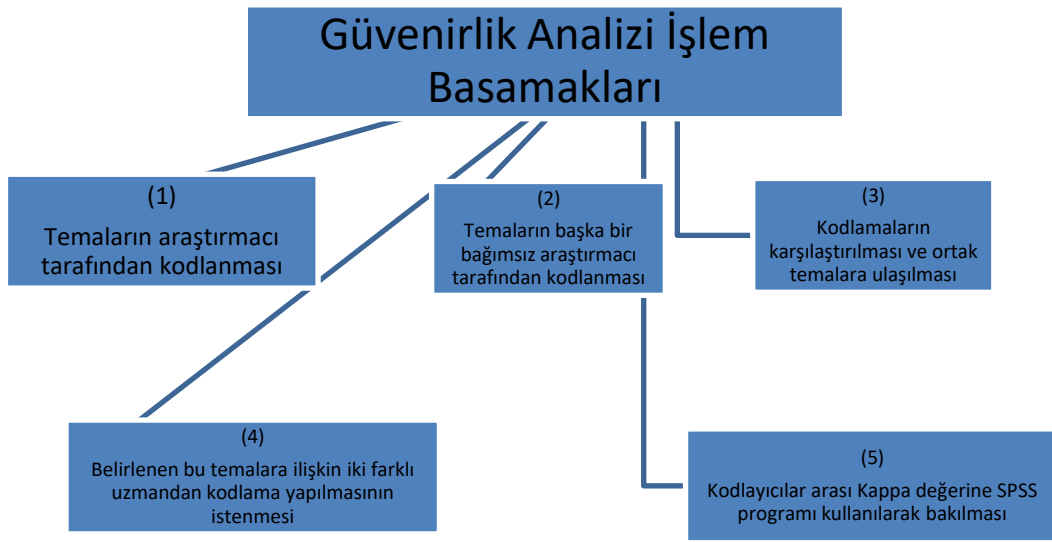 Güvenirlik Analizi İşlem
Basamakları
(1)
Temaların araştırmacı
tarafından kodlanması
(2)
Temaların başka bir
bağımsız araştırmacı
tarafından kodlanması
(3)
Kodlamaların
karşılaştırılması ve ortak
temalara ulaşılması
(4)
Belirlenen bu temalara ilişkin iki farklı
uzmandan kodlama yapılmasının
istenmesi
(5)
Kodlayıcılar arası Kappa değerine SPSS
programı kullanılarak bakılması